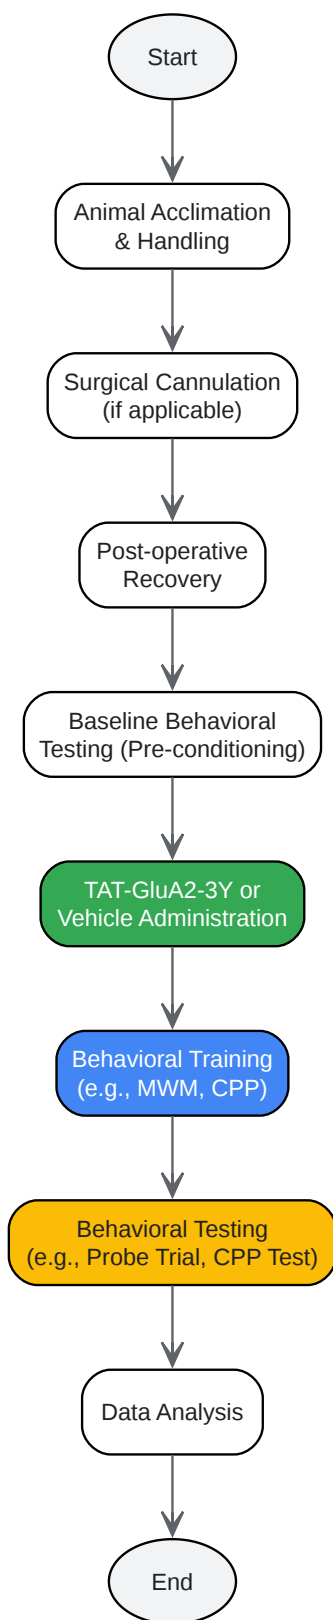 Start
Animal Acclimation
& Handling
Surgical Cannulation
(if applicable)
Post-operative
Recovery
Baseline Behavioral
Testing (Pre-conditioning)
TAT-GluA2-3Y or
Vehicle Administration
Behavioral Training
(e.g., MWM, CPP)
Behavioral Testing
(e.g., Probe Trial, CPP Test)
Data Analysis
End